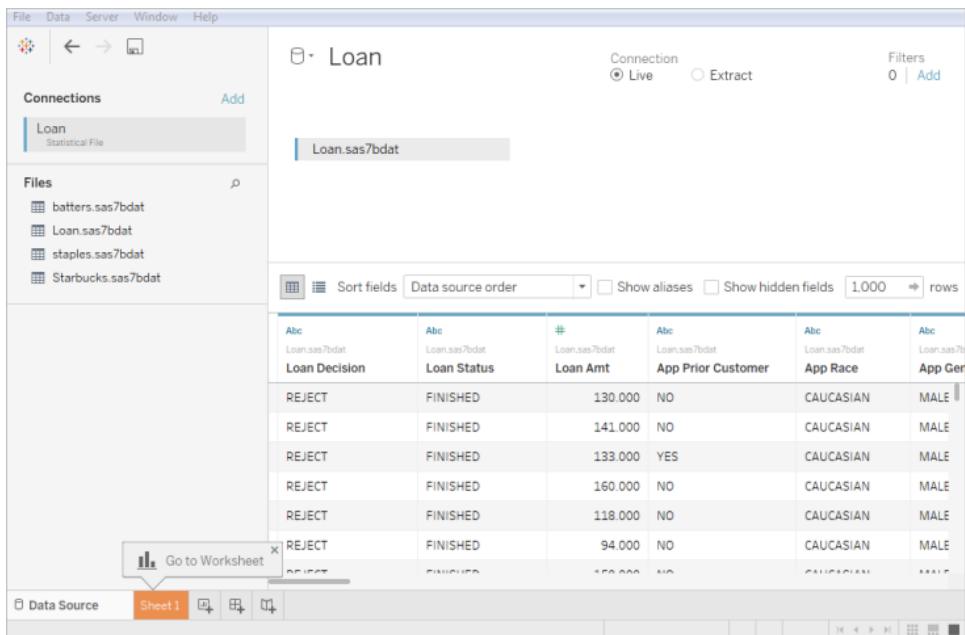 File Data Server Window Help
Connections Add
Loan
Statistical File
Files
batters.sas7bdat
Loan.sas7bdat
staples.sas7bdat
Starbucks.sas7bdat
Loan
Connection
Live Extract
Filters
0 Add
Loan.sas7bdat
Sort fields Data source order Show aliases Show hidden fields 1,000 rows
Abc Abc # Abc Abc Abc
Loan.sas7bdat Loan.sas7bdat Loan.sas7bdat Loan.sas7bdat Loan.sas7bdat
Loan Decision Loan Status Loan Amt App Prior Customer App Race App Gen
REJECT FINISHED 130.000 NO CAUCASIAN MALE
REJECT FINISHED 141.000 NO CAUCASIAN MALE
REJECT FINISHED 133.000 YES CAUCASIAN MALE
REJECT FINISHED 160.000 NO CAUCASIAN MALE
REJECT FINISHED 118.000 NO CAUCASIAN MALE
REJECT FINISHED 94.000 NO CAUCASIAN MALE
Go to Worksheet
Data Source Sheet 1